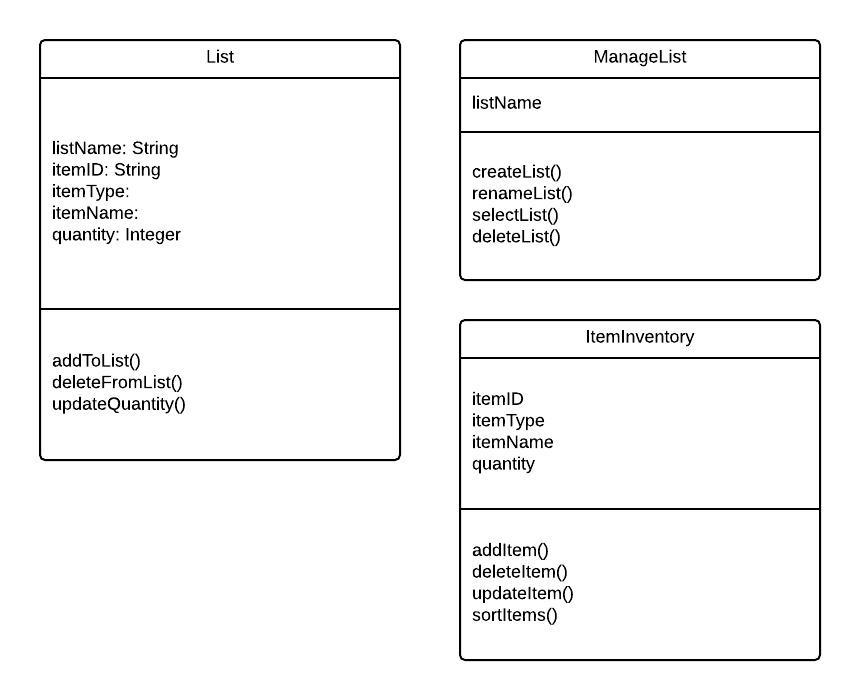 List
listName: String
itemID: String
itemType:
itemName:
quantity: Integer
addToList()
deleteFromList()
updateQuantity()
ManageList
listName
createList()
renameList()
selectList()
deleteList()
ItemInventory
itemID
itemType
itemName
quantity
addItem()
deleteItem()
updateItem()
sortItems()